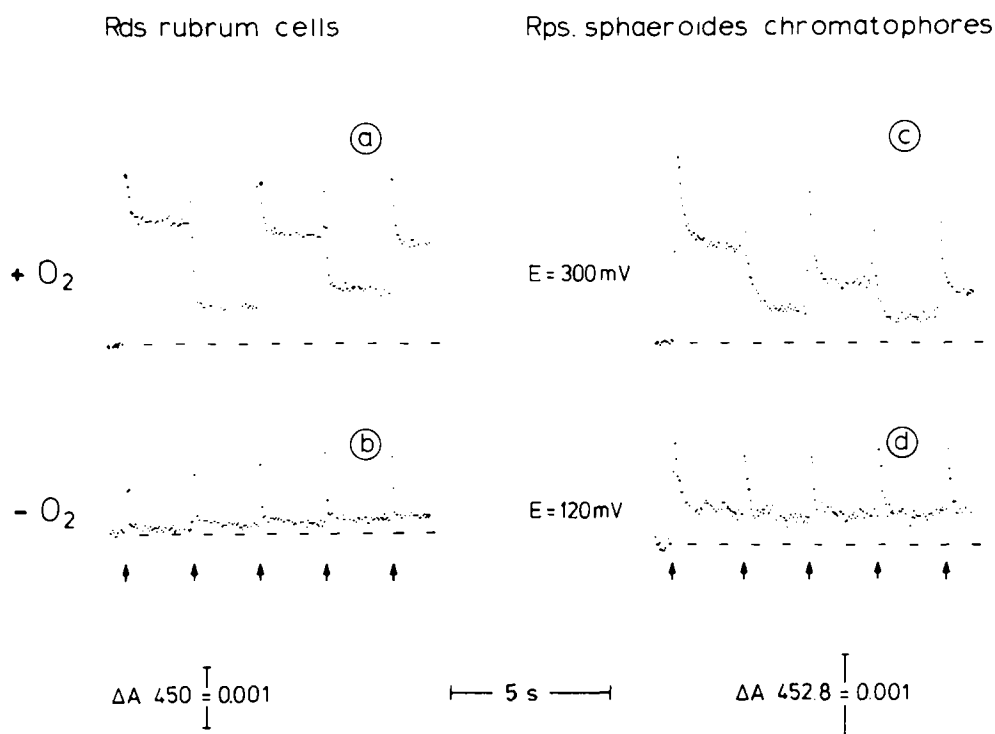 Rds rubrum cells
Rps. sphaeroides chromatophores
a
c
+ O2
E = 300 mV
b
d
- O2
E = 120 mV
ΔA 450 = 0.001
5 s
ΔA 452.8 = 0.001